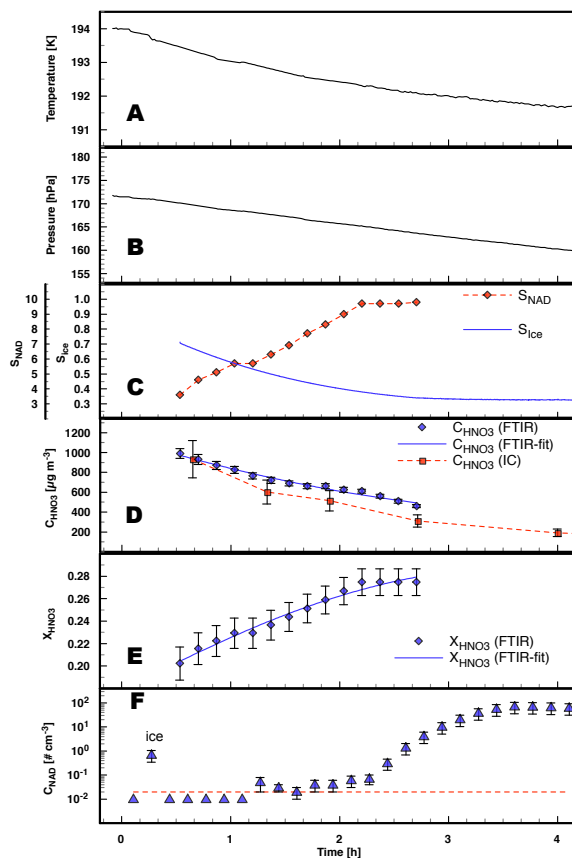 194
193
192
191
Temperature [K]
A
180
175
170
165
160
155
Pressure [hPa]
B
10
9
8
7
6
5
4
3
S_NAD
1.0
0.9
0.8
0.7
0.6
0.5
0.4
0.3
S_Ice
S_NAD
S_Ice
C
1200
1000
800
600
400
200
C_HNO3 [µg m⁻³]
C_HNO3 (FTIR)
C_HNO3 (FTIR-fit)
C_HNO3 (IC)
D
0.28
0.26
0.24
0.22
0.20
X_HNO3
X_HNO3 (FTIR)
X_HNO3 (FTIR-fit)
E
F
10²
10¹
10⁰
10⁻¹
10⁻²
C_NAD [# cm⁻³]
ice
0 1 2 3 4
Time [h]